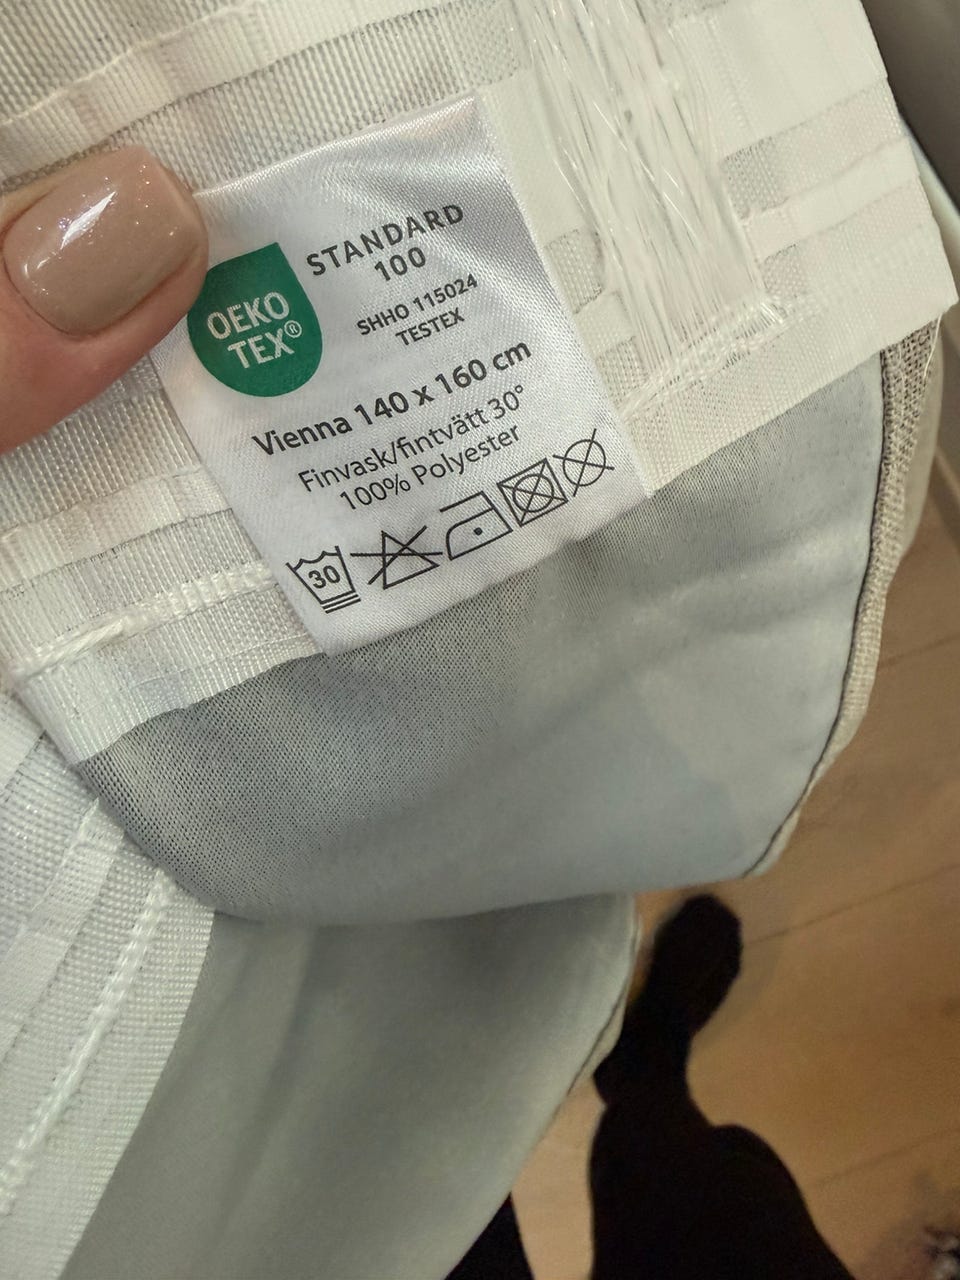 OEKO
TEX®
STANDARD
100
SHHO 115024
TESTEX
Vienna 140 x 160 cm
Finvask/fintvätt 30°
100% Polyester
30